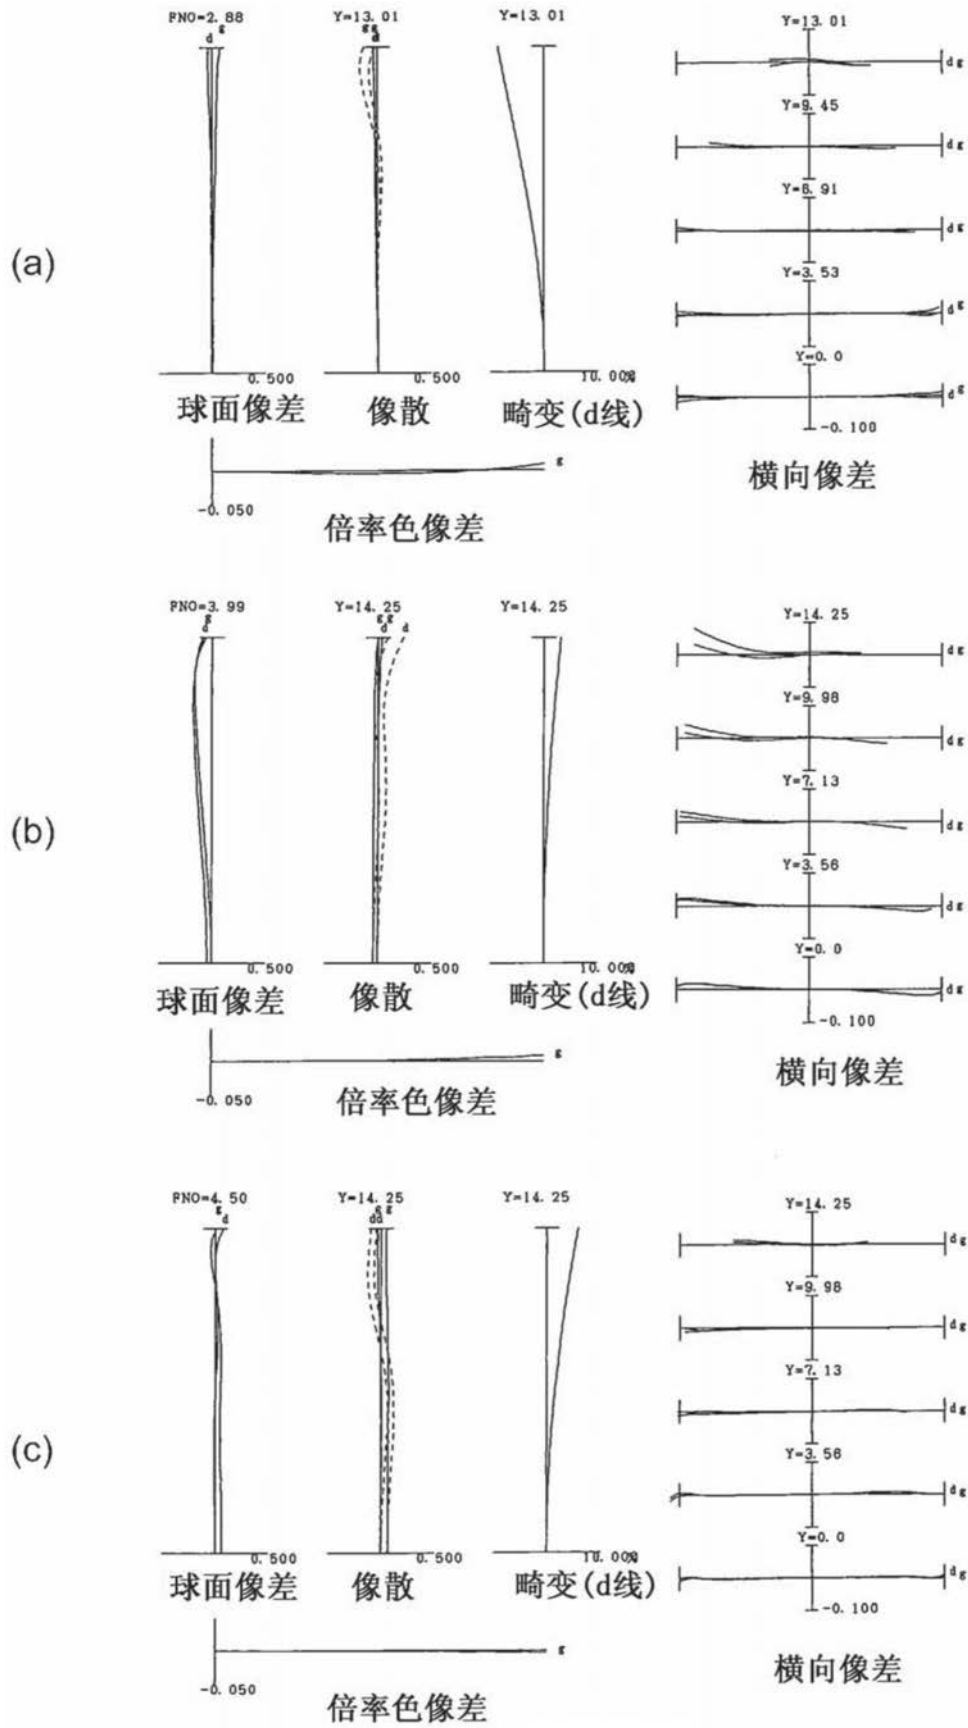 (a)
FNO=2.88
g
d
0.500
球面像差
Y=13.01
g g
d
0.500
像散
Y=13.01
10.00%
畸变(d线)
Y=13.01
d g
Y=9.45
d g
Y=6.91
d g
Y=3.53
d g
Y=0.0
d g
-0.100
横向像差
g
-0.050
倍率色像差
(b)
FNO=3.99
g
d
0.500
球面像差
Y=14.25
g g
d d
0.500
像散
Y=14.25
10.00%
畸变(d线)
Y=14.25
d g
Y=9.98
d g
Y=7.13
d g
Y=3.56
d g
Y=0.0
d g
-0.100
横向像差
g
-0.050
倍率色像差
(c)
FNO=4.50
g
d
0.500
球面像差
Y=14.25
g g
d d
0.500
像散
Y=14.25
10.00%
畸变(d线)
Y=14.25
d g
Y=9.98
d g
Y=7.13
d g
Y=3.56
d g
Y=0.0
d g
-0.100
横向像差
g
-0.050
倍率色像差